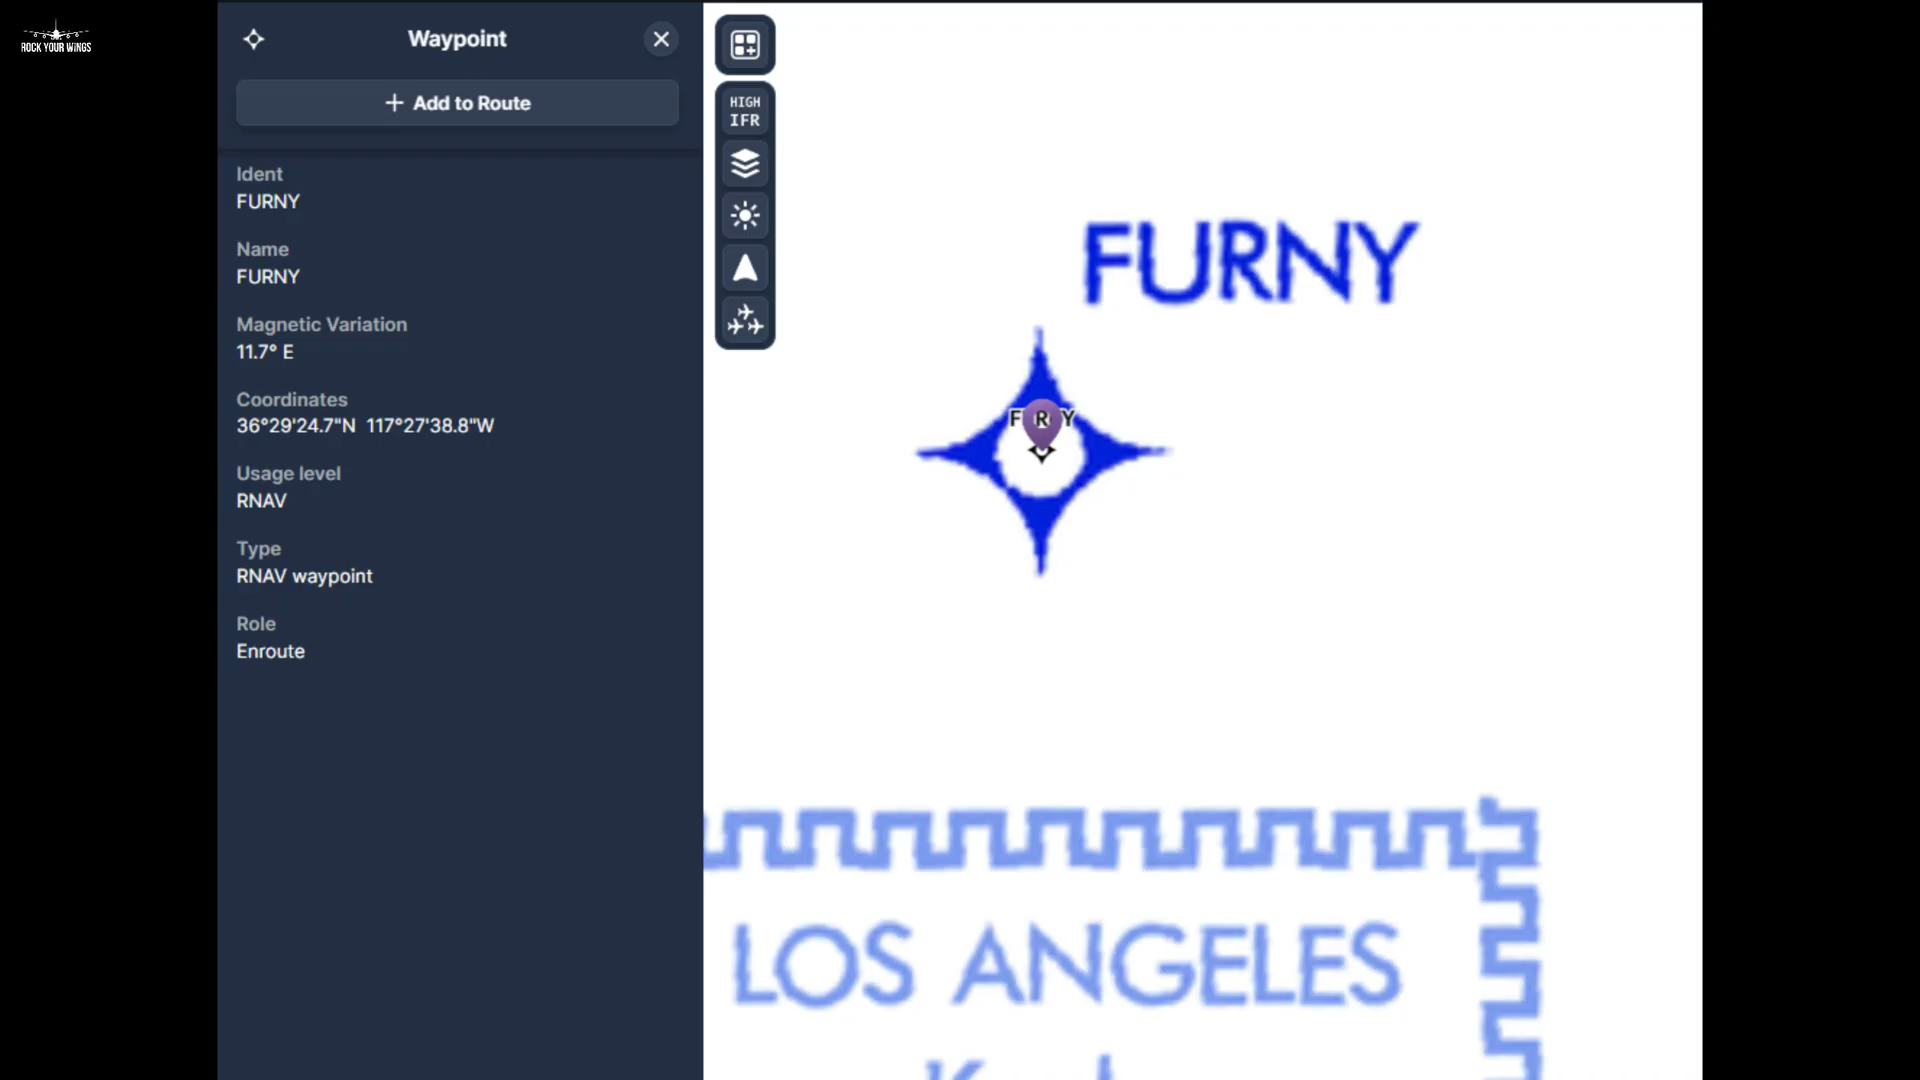 ROCK YOUR WINGS
Waypoint
Add to Route
Ident
FURNY
Name
FURNY
Magnetic Variation
11.7° E
Coordinates
36°29'24.7"N 117°27'38.8"W
Usage level
RNAV
Type
RNAV waypoint
Role
Enroute
HIGH
IFR
FURNY
LOS ANGELES